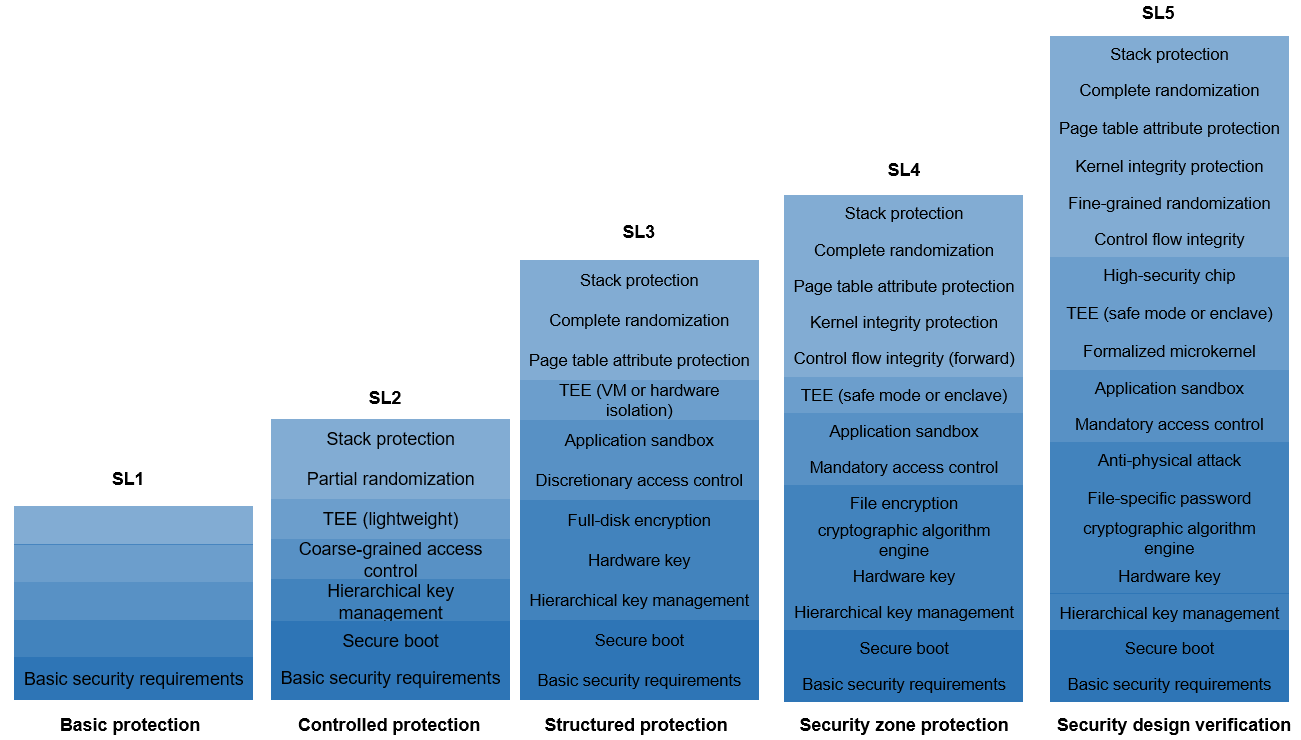 SL1
Basic security requirements
Basic protection
SL2
Stack protection
Partial randomization
TEE (lightweight)
Coarse-grained access
control
Hierarchical key
management
Secure boot
Basic security requirements
Controlled protection
SL3
Stack protection
Complete randomization
Page table attribute protection
TEE (VM or hardware
isolation)
Application sandbox
Discretionary access control
Full-disk encryption
Hardware key
Hierarchical key management
Secure boot
Basic security requirements
Structured protection
SL4
Stack protection
Complete randomization
Page table attribute protection
Kernel integrity protection
Control flow integrity (forward)
TEE (safe mode or enclave)
Application sandbox
Mandatory access control
File encryption
cryptographic algorithm
engine
Hardware key
Hierarchical key management
Secure boot
Basic security requirements
Security zone protection
SL5
Stack protection
Complete randomization
Page table attribute protection
Kernel integrity protection
Fine-grained randomization
Control flow integrity
High-security chip
TEE (safe mode or enclave)
Formalized microkernel
Application sandbox
Mandatory access control
Anti-physical attack
File-specific password
cryptographic algorithm
engine
Hardware key
Hierarchical key management
Secure boot
Basic security requirements
Security design verification